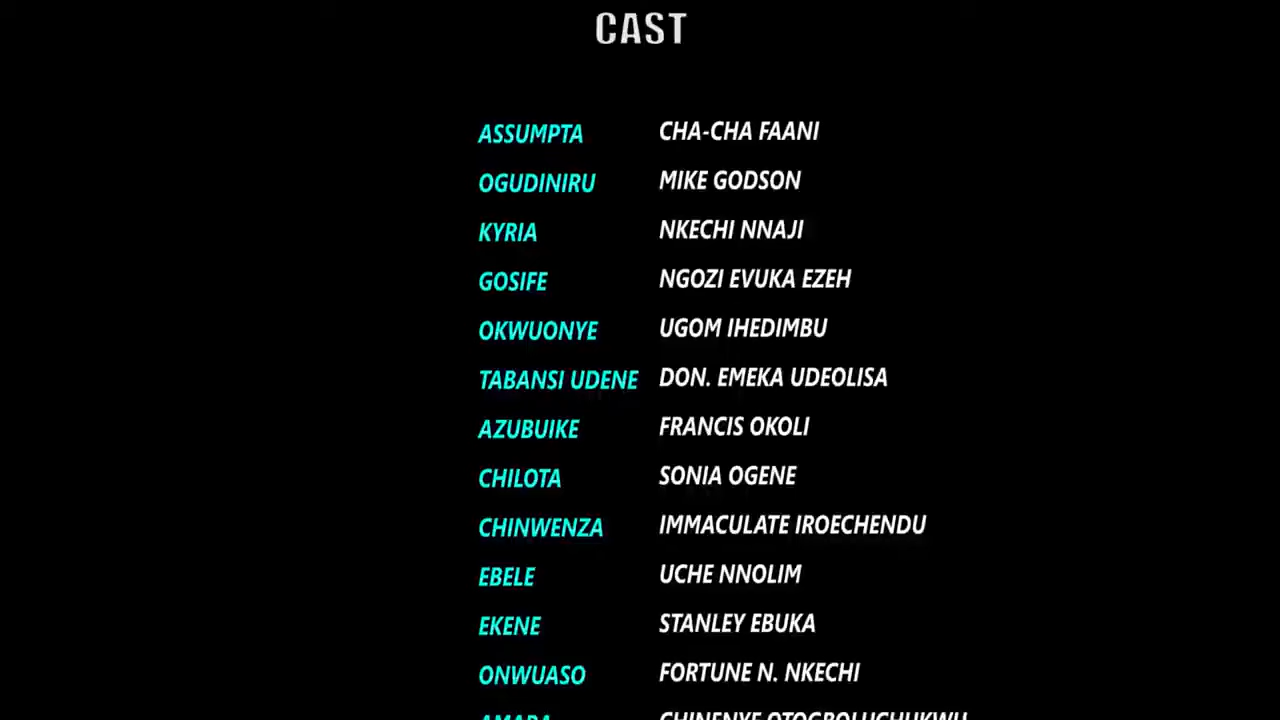 CAST
ASSUMPTA CHA-CHA FAANI
OGUDINIRU MIKE GODSON
KYRIA NKECHI NNAJI
GOSIFE NGOZI EVUKA EZEH
OKWUONYE UGOM IHEDIMBU
TABANSI UDENE DON. EMEKA UDEOLISA
AZUBUIKE FRANCIS OKOLI
CHILOTA SONIA OGENE
CHINWENZA IMMACULATE IROECHENDU
EBELE UCHE NNOLIM
EKENE STANLEY EBUKA
ONWUASO FORTUNE N. NKECHI